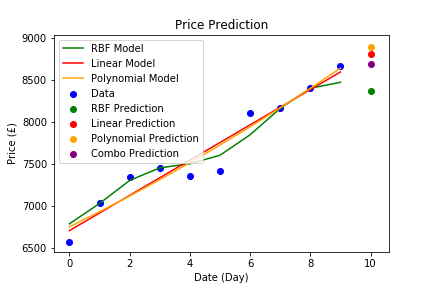 Price Prediction
9000
8500
8000
7500
7000
6500
Price (£)
RBF Model
Linear Model
Polynomial Model
Data
RBF Prediction
Linear Prediction
Polynomial Prediction
Combo Prediction
0 2 4 6 8 10
Date (Day)